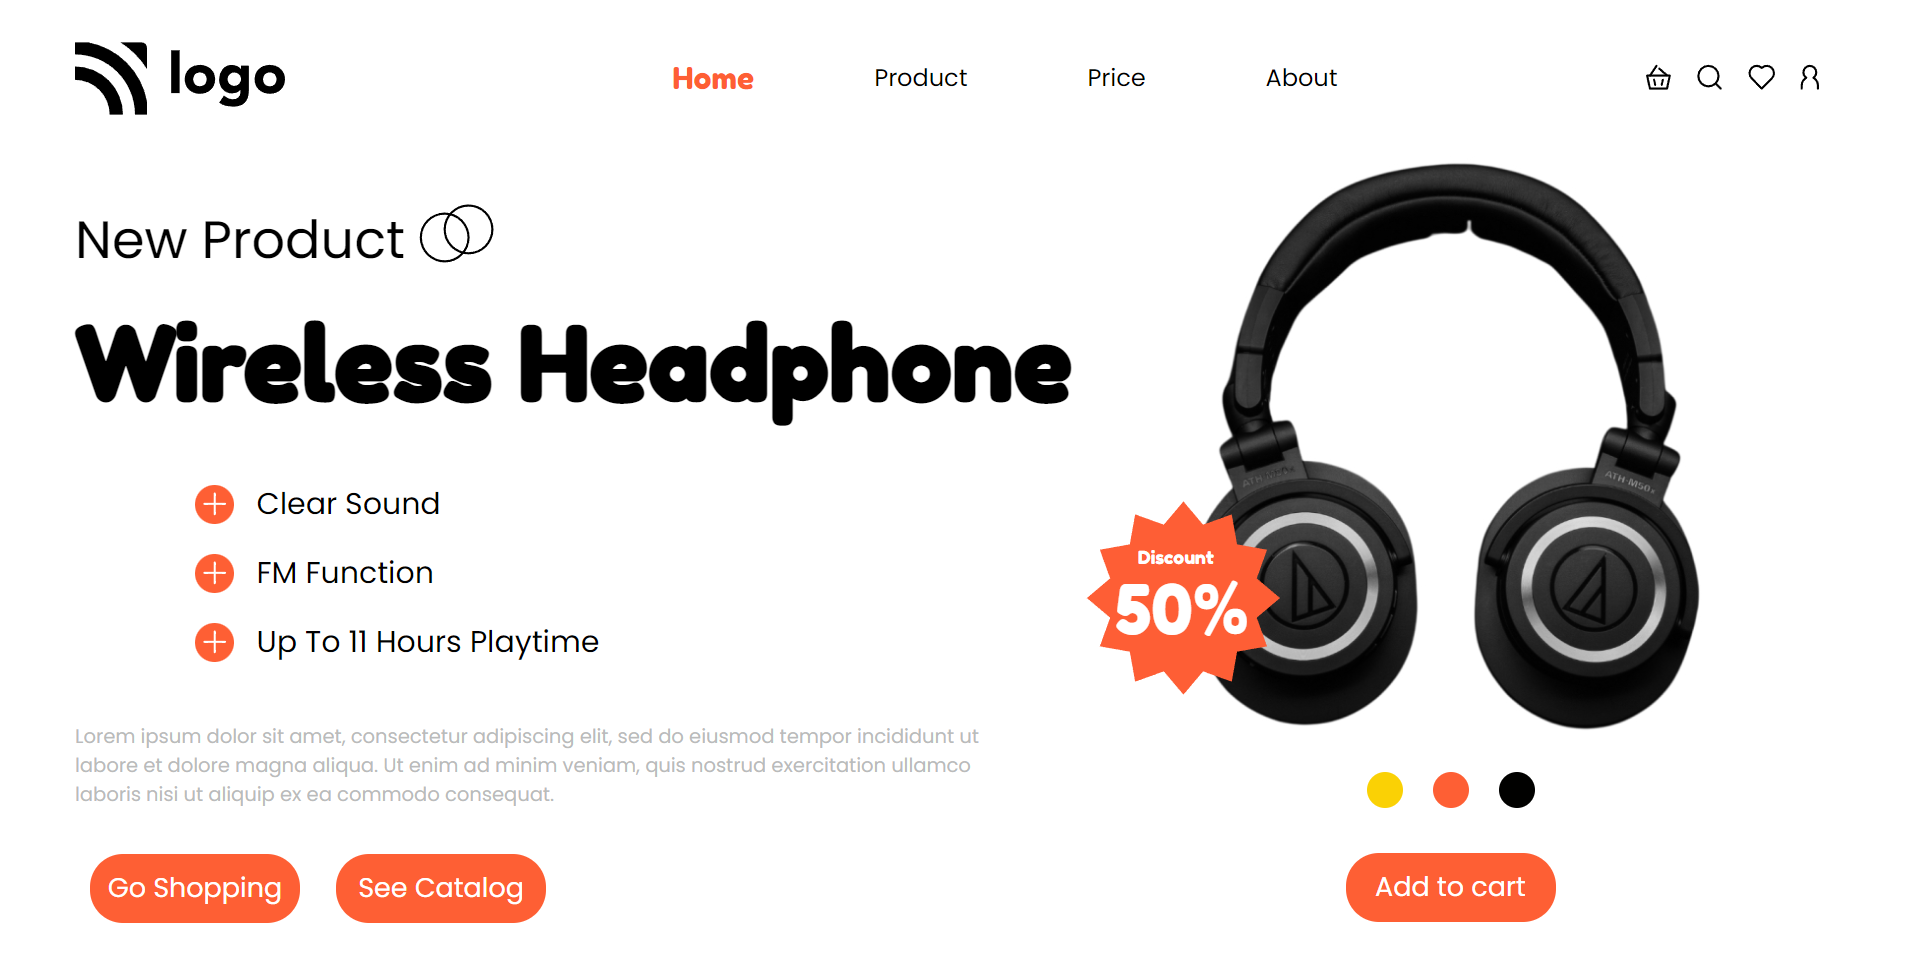 logo
Home
Product
Price
About
New Product
Wireless Headphone
Clear Sound
FM Function
Up To 11 Hours Playtime
Lorem ipsum dolor sit amet, consectetur adipiscing elit, sed do eiusmod tempor incididunt ut
labore et dolore magna aliqua. Ut enim ad minim veniam, quis nostrud exercitation ullamco
laboris nisi ut aliquip ex ea commodo consequat.
Go Shopping
See Catalog
ATH-M50x
Discount
50%
Add to cart